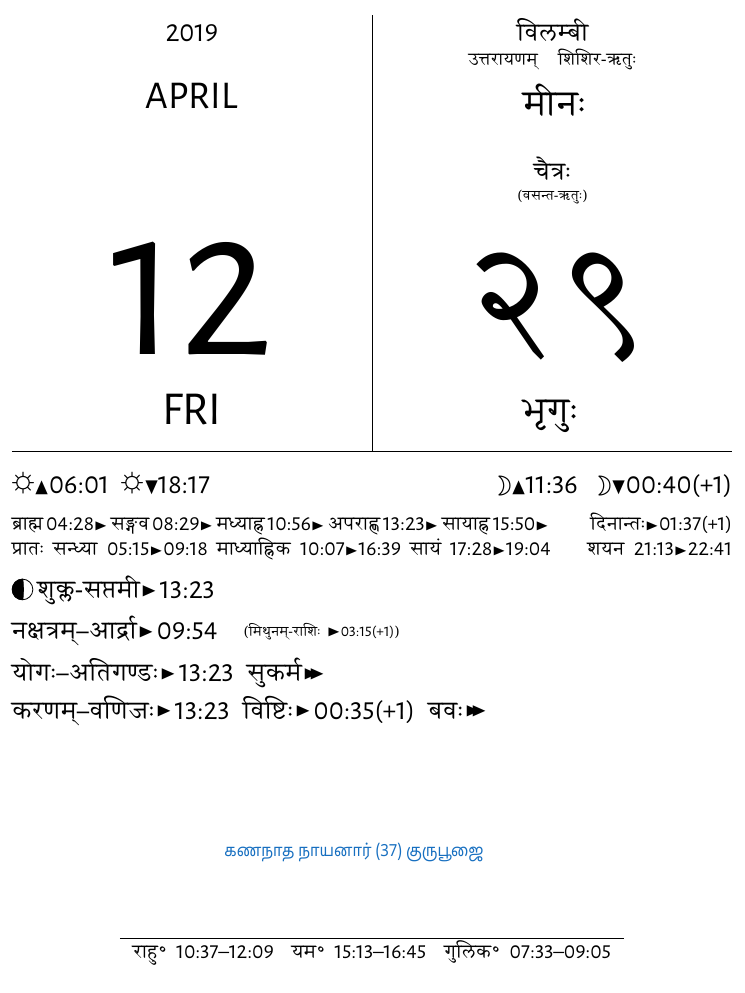 2019
APRIL
12
FRI
विलम्बी
उत्तरायणम् शिशिर-ऋतुः
मीनः
चैत्रः
(वसन्त-ऋतुः)
२९
भृगुः
☼▲06:01 ☼▼18:17 ☽▲11:36 ☽▼00:40(+1)
ब्राह्म 04:28► सङ्गव 08:29► मध्याह्न 10:56► अपराह्ण 13:23► सायाह्न 15:50► दिनान्तः►01:37(+1)
प्रातः सन्ध्या 05:15►09:18 माध्याह्निक 10:07►16:39 सायं 17:28►19:04 शयन 21:13►22:41
शुक्ल-सप्तमी►13:23
नक्षत्रम्–आर्द्रा►09:54 (मिथुनम्-राशिः ►03:15(+1))
योगः–अतिगण्डः►13:23 सुकर्म►►
करणम्–वणिजः►13:23 विष्टिः►00:35(+1) बवः►►
கணநாத நாயனார் (37) குருபூஜை
राहु° 10:37–12:09 यम° 15:13–16:45 गुलिक° 07:33–09:05